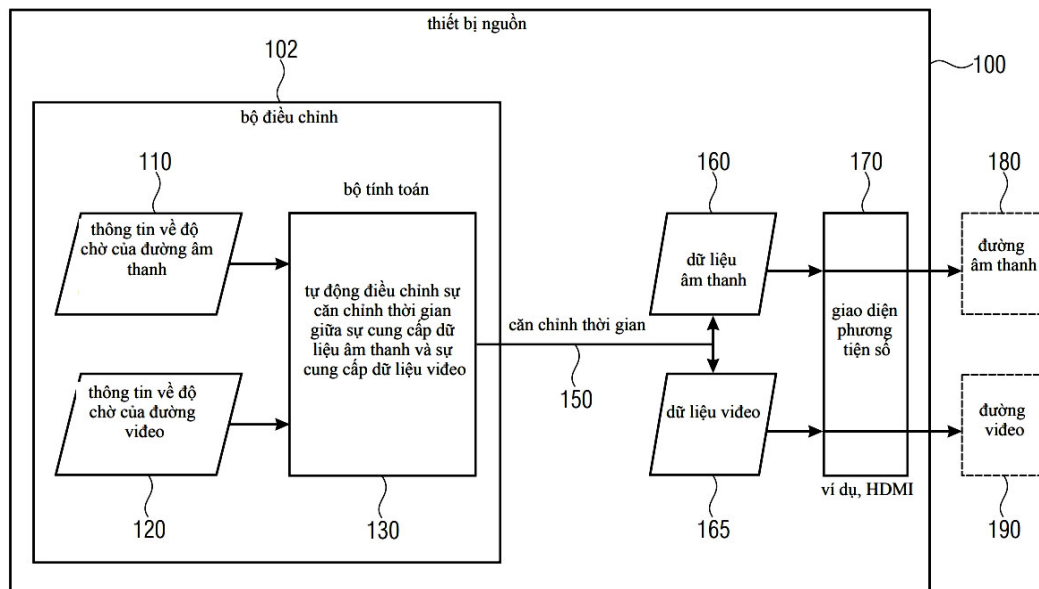 thiết bị nguồn
102
100
bộ điều chỉnh
110
bộ tính toán
160
170
180
thông tin về độ
chờ của đường âm
thanh
dữ liệu
âm thanh
đường
âm thanh
tự động điều chỉnh sự
căn chỉnh thời gian
giữa sự cung cấp dữ
liệu âm thanh và sự
cung cấp dữ liệu video
căn chỉnh thời gian
giao diện
phương
tiện số
150
thông tin về độ
chờ của đường
video
dữ liệu video
đường
video
ví dụ, HDMI
120
130
165
190